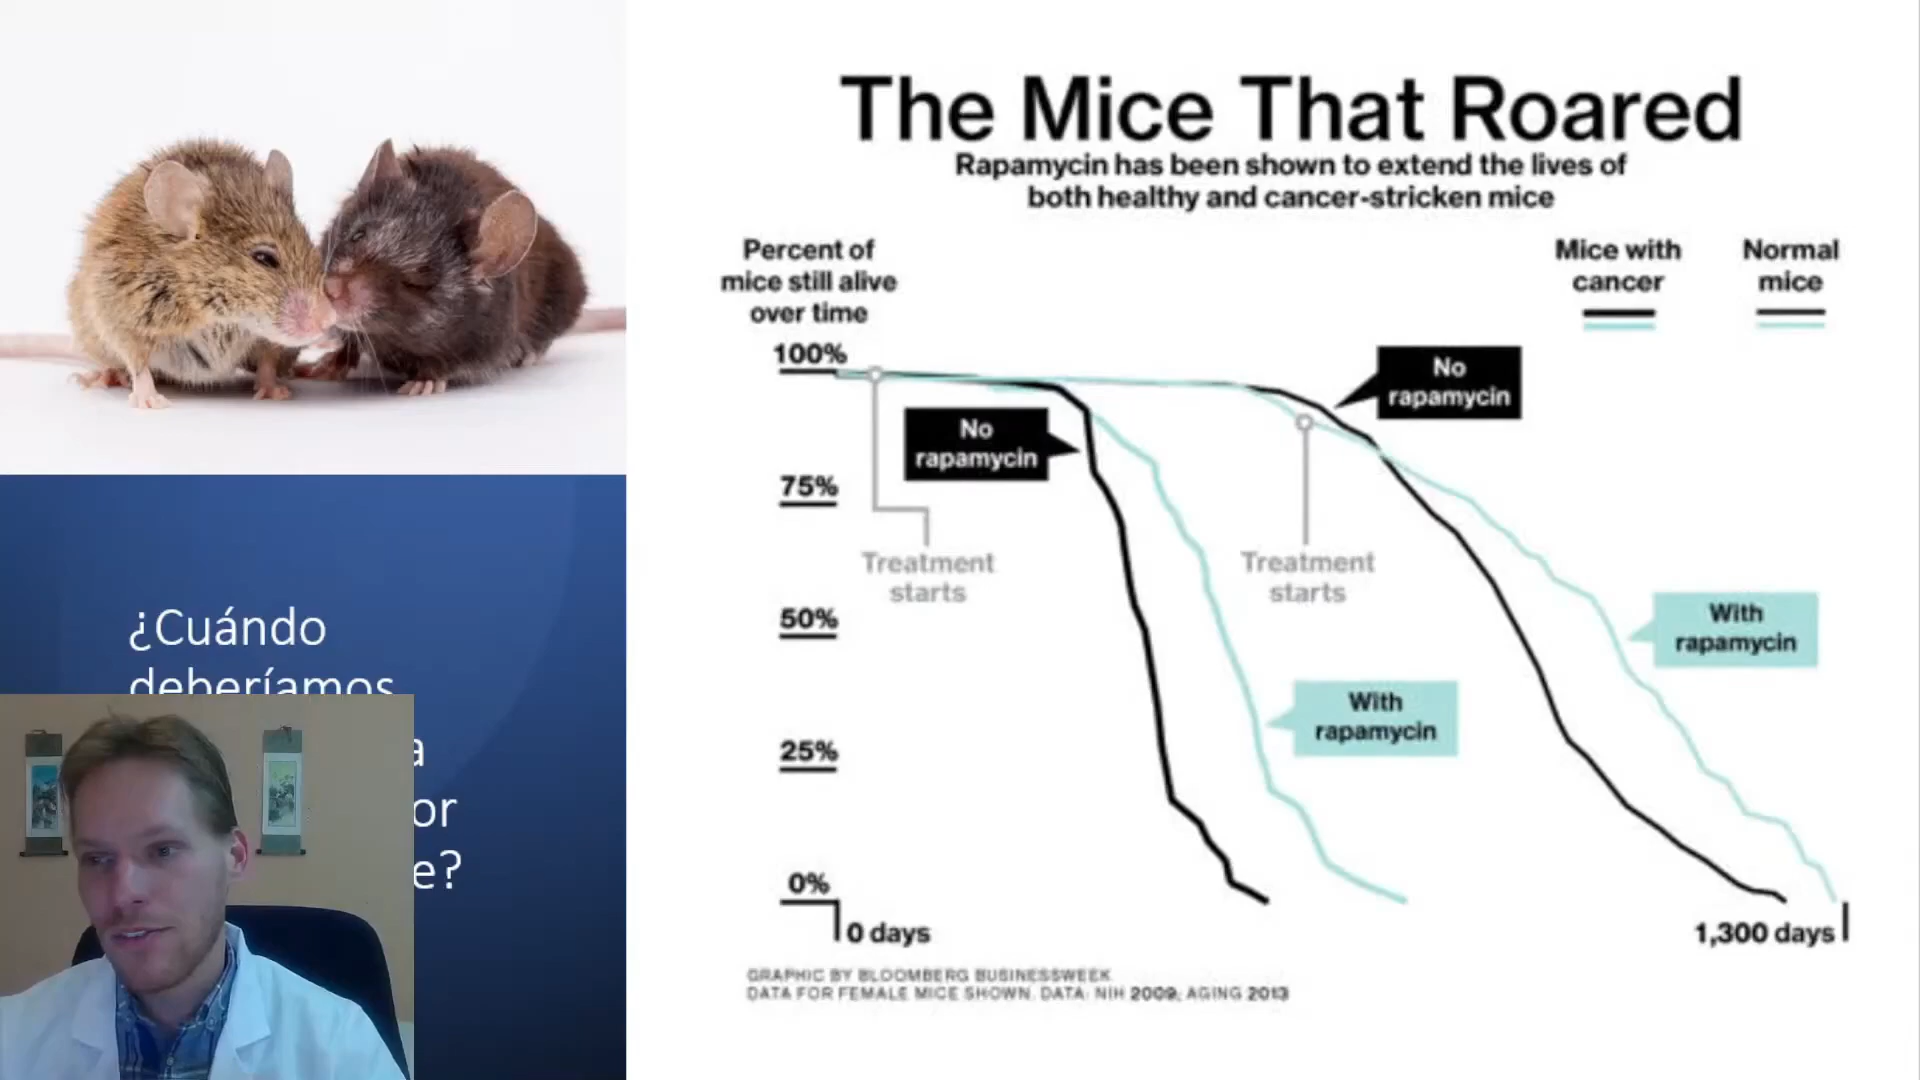 ¿Cuándo
deberíamos
a
or
e?
The Mice That Roared
Rapamycin has been shown to extend the lives of
both healthy and cancer-stricken mice
Percent of
mice still alive
over time
Mice with
cancer
Normal
mice
100%
75%
50%
25%
0%
No
rapamycin
No
rapamycin
Treatment
starts
Treatment
starts
With
rapamycin
With
rapamycin
0 days
1,300 days
GRAPHIC BY BLOOMBERG BUSINESSWEEK
DATA FOR FEMALE MICE SHOWN. DATA: NIH 2009; AGING 2013